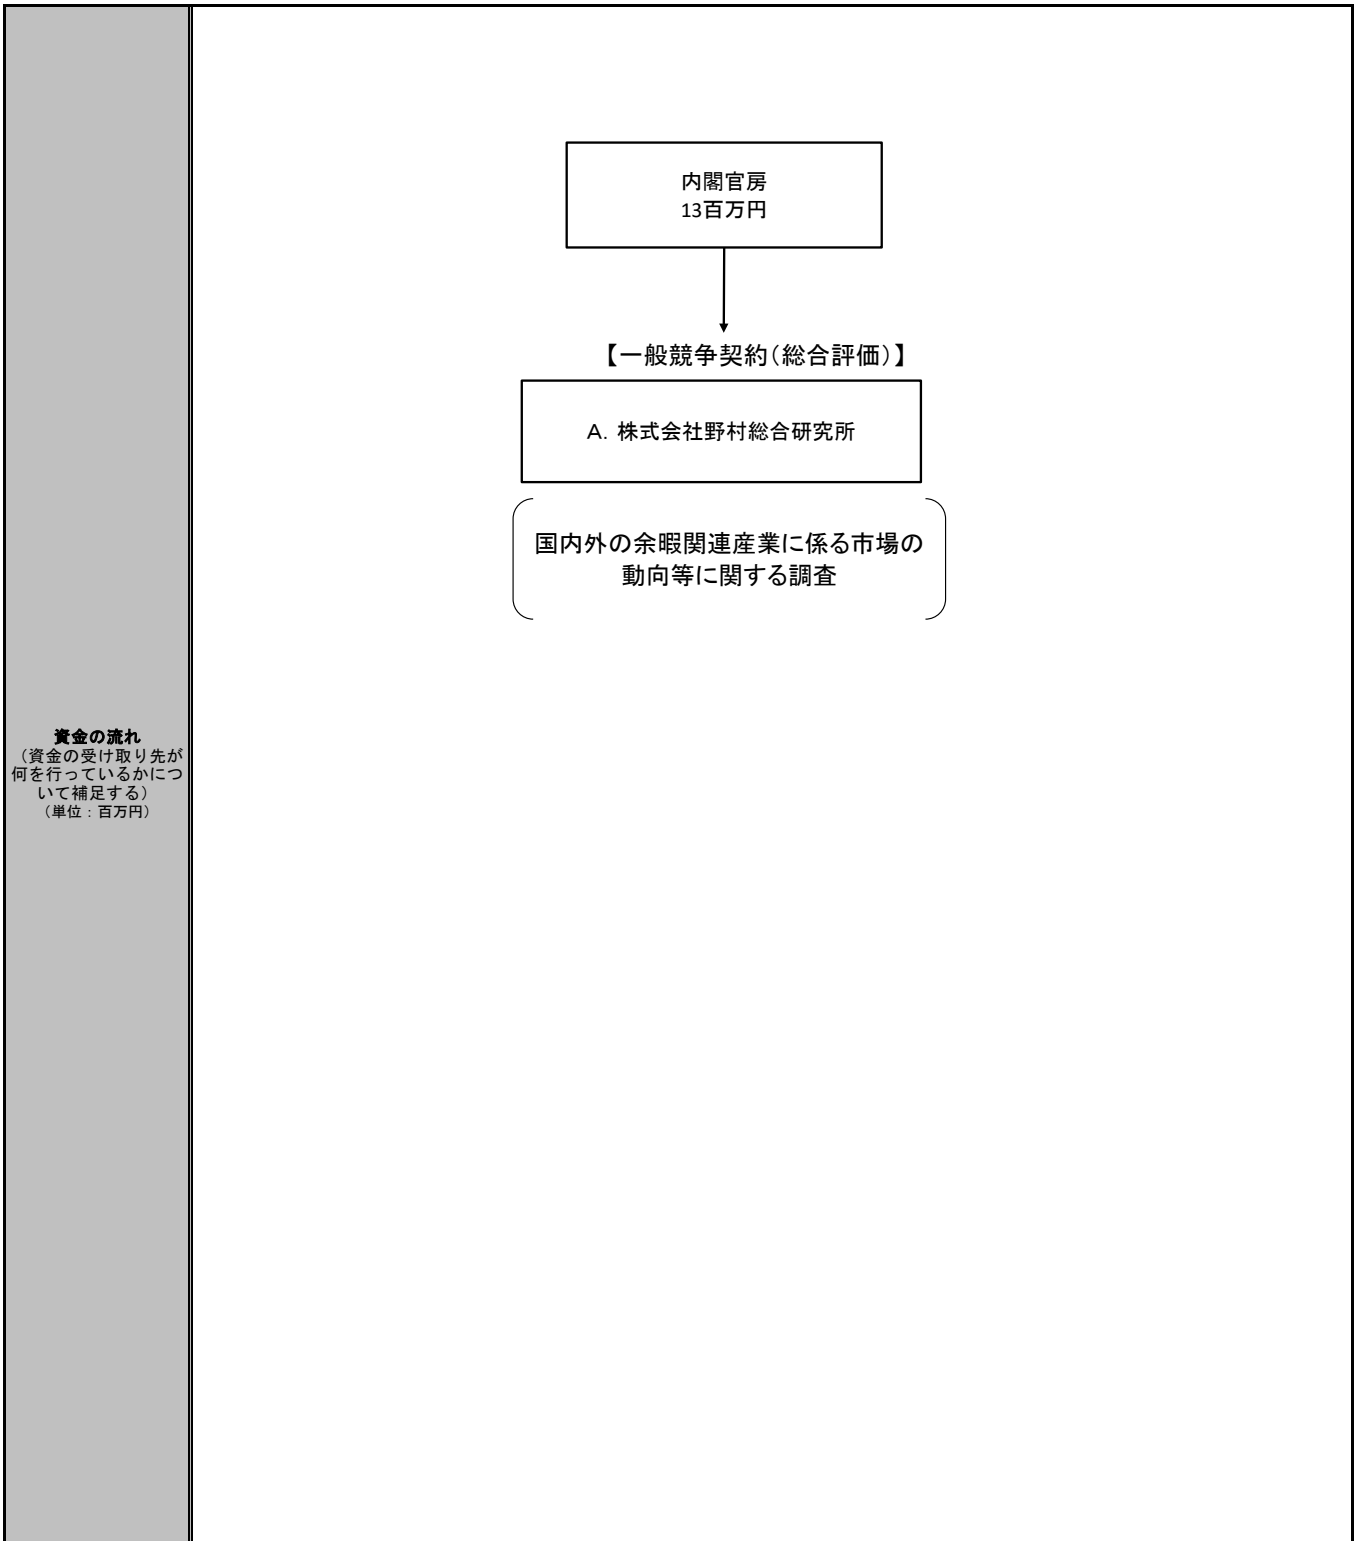 内閣官房
13百万円
【一般競争契約(総合評価)】
A. 株式会社野村総合研究所
国内外の余暇関連産業に係る市場の
動向等に関する調査
資金の流れ
(資金の受け取り先が
何を行っているかにつ
いて補足する)
(単位:百万円)